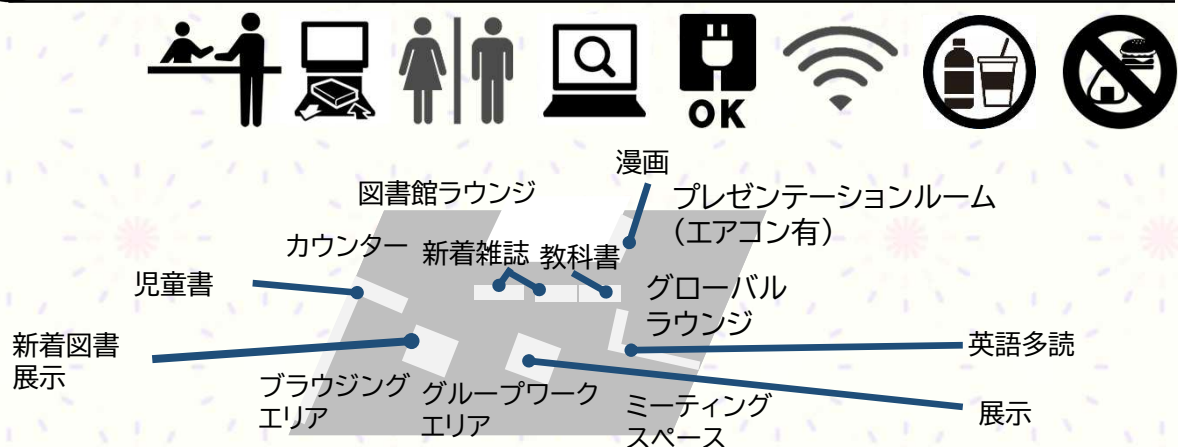 OK
漫画
図書館ラウンジ
プレゼンテーションルーム
（エアコン有）
カウンター
新着雑誌
教科書
児童書
グローバル
ラウンジ
新着図書
展示
英語多読
ブラウジング
エリア
グループワーク
エリア
ミーティング
スペース
展示